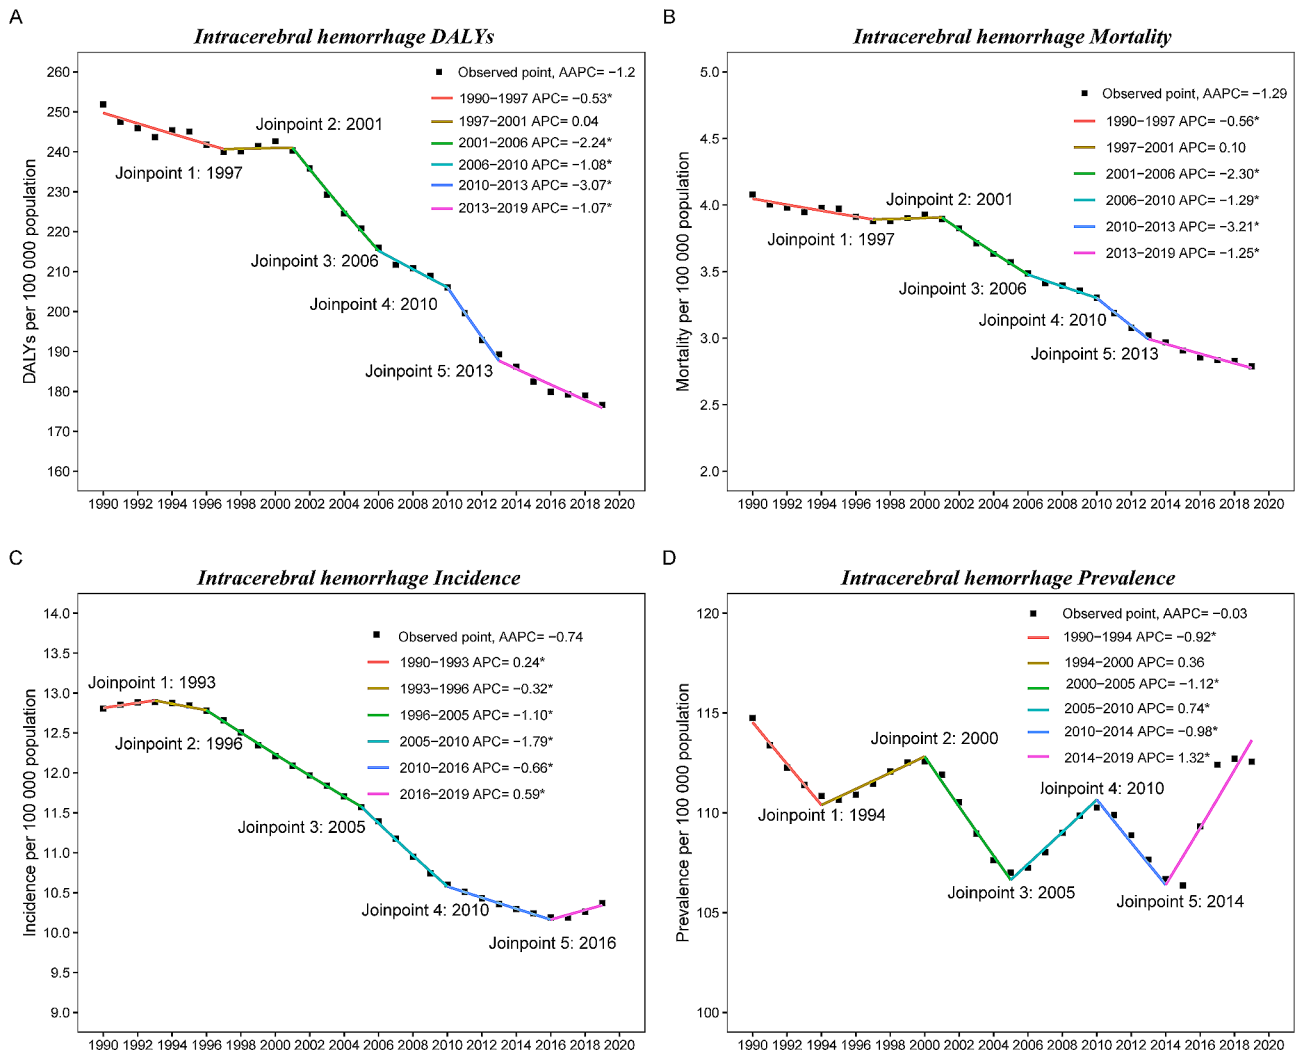 A
Intracerebral hemorrhage DALYs
DALYs per 100 000 population
260
250
240
230
220
210
200
190
180
170
160
Observed point, AAPC= −1.2
1990−1997 APC= −0.53*
1997−2001 APC= 0.04
2001−2006 APC= −2.24*
2006−2010 APC= −1.08*
2010−2013 APC= −3.07*
2013−2019 APC= −1.07*
Joinpoint 1: 1997
Joinpoint 2: 2001
Joinpoint 3: 2006
Joinpoint 4: 2010
Joinpoint 5: 2013
1990 1992 1994 1996 1998 2000 2002 2004 2006 2008 2010 2012 2014 2016 2018 2020
B
Intracerebral hemorrhage Mortality
Mortality per 100 000 population
5.0
4.5
4.0
3.5
3.0
2.5
2.0
Observed point, AAPC= −1.29
1990−1997 APC= −0.56*
1997−2001 APC= 0.10
2001−2006 APC= −2.30*
2006−2010 APC= −1.29*
2010−2013 APC= −3.21*
2013−2019 APC= −1.25*
Joinpoint 1: 1997
Joinpoint 2: 2001
Joinpoint 3: 2006
Joinpoint 4: 2010
Joinpoint 5: 2013
1990 1992 1994 1996 1998 2000 2002 2004 2006 2008 2010 2012 2014 2016 2018 2020
C
Intracerebral hemorrhage Incidence
Incidence per 100 000 population
14.0
13.5
13.0
12.5
12.0
11.5
11.0
10.5
10.0
9.5
9.0
Observed point, AAPC= −0.74
1990−1993 APC= 0.24*
1993−1996 APC= −0.32*
1996−2005 APC= −1.10*
2005−2010 APC= −1.79*
2010−2016 APC= −0.66*
2016−2019 APC= 0.59*
Joinpoint 1: 1993
Joinpoint 2: 1996
Joinpoint 3: 2005
Joinpoint 4: 2010
Joinpoint 5: 2016
1990 1992 1994 1996 1998 2000 2002 2004 2006 2008 2010 2012 2014 2016 2018 2020
D
Intracerebral hemorrhage Prevalence
Prevalence per 100 000 population
120
115
110
105
100
Observed point, AAPC= −0.03
1990−1994 APC= −0.92*
1994−2000 APC= 0.36
2000−2005 APC= −1.12*
2005−2010 APC= 0.74*
2010−2014 APC= −0.98*
2014−2019 APC= 1.32*
Joinpoint 1: 1994
Joinpoint 2: 2000
Joinpoint 3: 2005
Joinpoint 4: 2010
Joinpoint 5: 2014
1990 1992 1994 1996 1998 2000 2002 2004 2006 2008 2010 2012 2014 2016 2018 2020